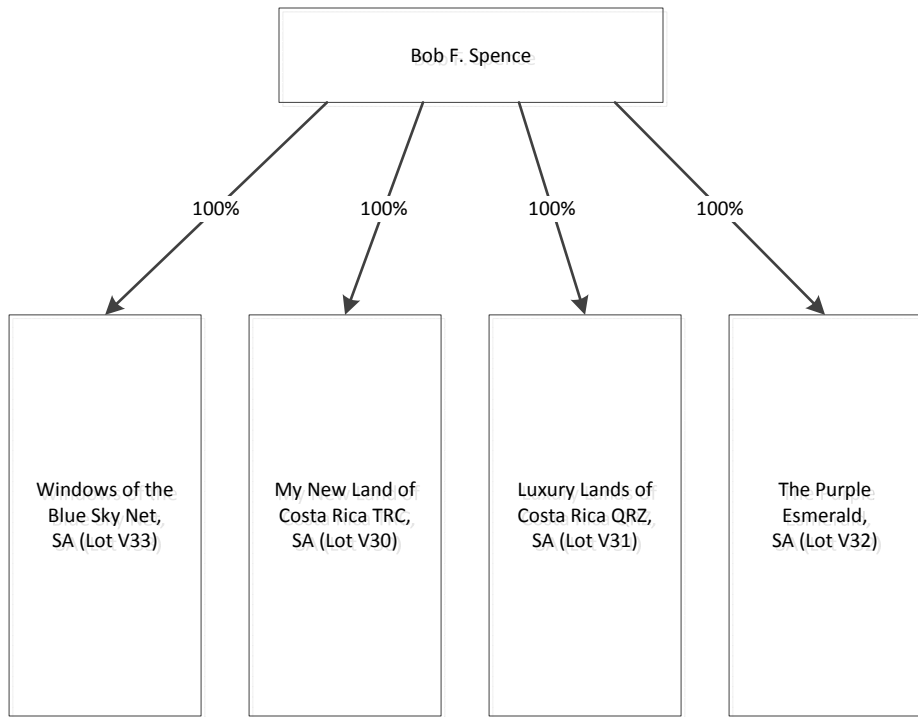 Bob F. Spence
100%
100%
100%
100%
Windows of the
Blue Sky Net,
SA (Lot V33)
My New Land of
Costa Rica TRC,
SA (Lot V30)
Luxury Lands of
Costa Rica QRZ,
SA (Lot V31)
The Purple
Esmerald,
SA (Lot V32)